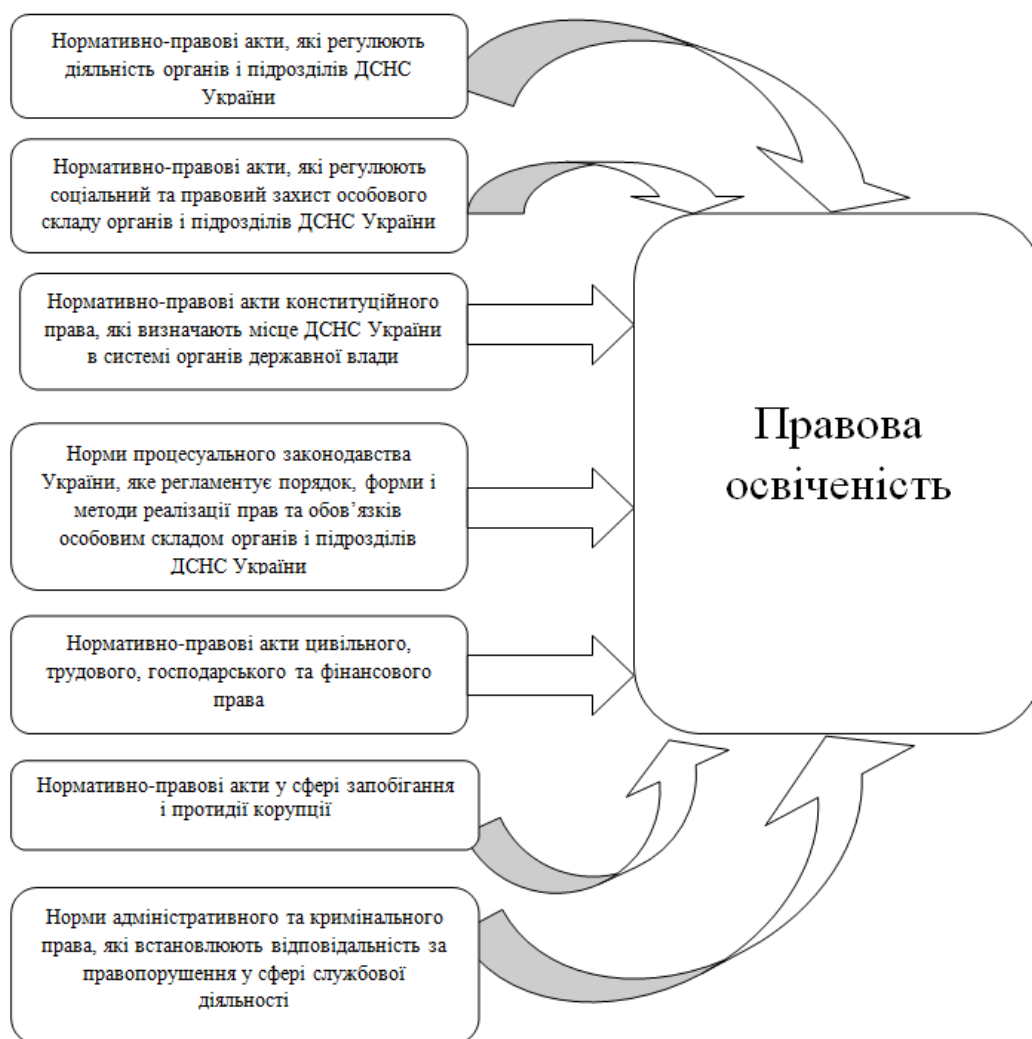 Нормативно-правові акти, які регулюють
діяльність органів і підрозділів ДСНС
України
Нормативно-правові акти, які регулюють
соціальний та правовий захист особового
складу органів і підрозділів ДСНС України
Нормативно-правові акти конституційного
права, які визначають місце ДСНС України
в системі органів державної влади
Норми процесуального законодавства
України, яке регламентує порядок, форми і
методи реалізації прав та обов’язків
особовим складом органів і підрозділів
ДСНС України
Нормативно-правові акти цивільного,
трудового, господарського та фінансового
права
Нормативно-правові акти у сфері запобігання
і протидії корупції
Норми адміністративного та кримінального
права, які встановлюють відповідальність за
правопорушення у сфері службової
діяльності
Правова
освіченість